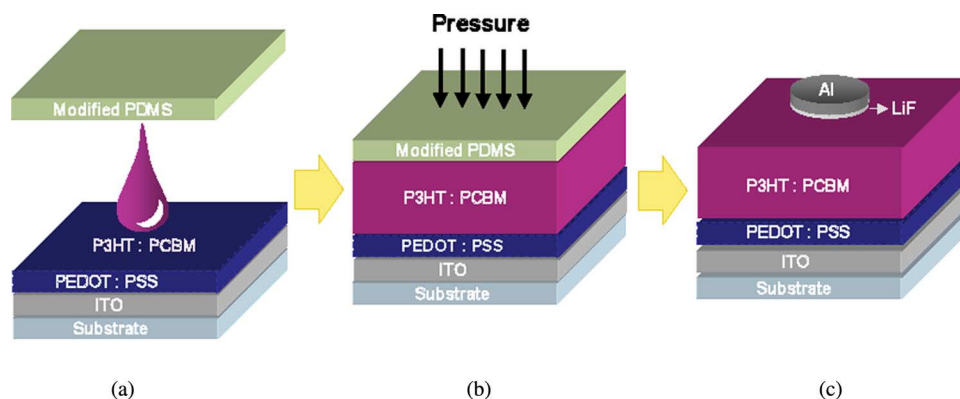 Modified PDMS
P3HT : PCBM
PEDOT : PSS
ITO
Substrate
(a)
Pressure
Modified PDMS
P3HT : PCBM
PEDOT : PSS
ITO
Substrate
(b)
Al
LiF
P3HT : PCBM
PEDOT : PSS
ITO
Substrate
(c)